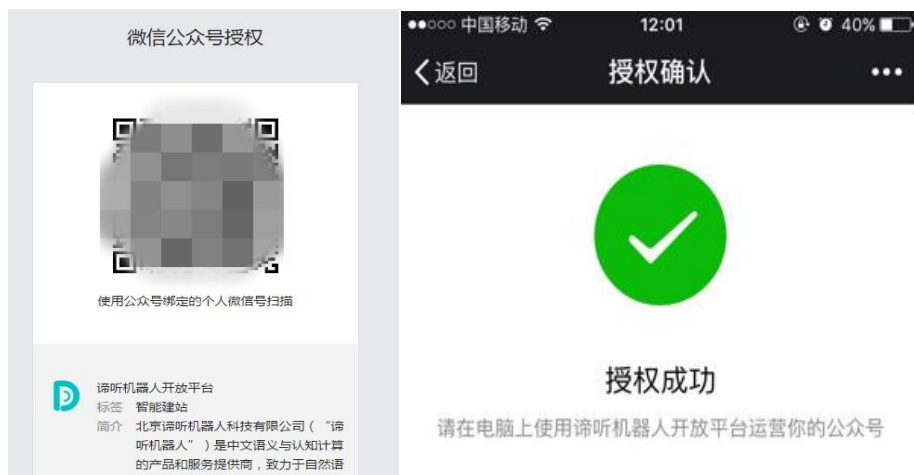 微信公众号授权
使用公众号绑定的个人微信号扫描
谛听机器人开放平台
标签 智能建站
简介 北京谛听机器人科技有限公司（“谛
听机器人”）是中文语义与认知计算
的产品和服务提供商，致力于自然语
中国移动 12:01 40%
返回 授权确认
授权成功
请在电脑上使用谛听机器人开放平台运营你的公众号